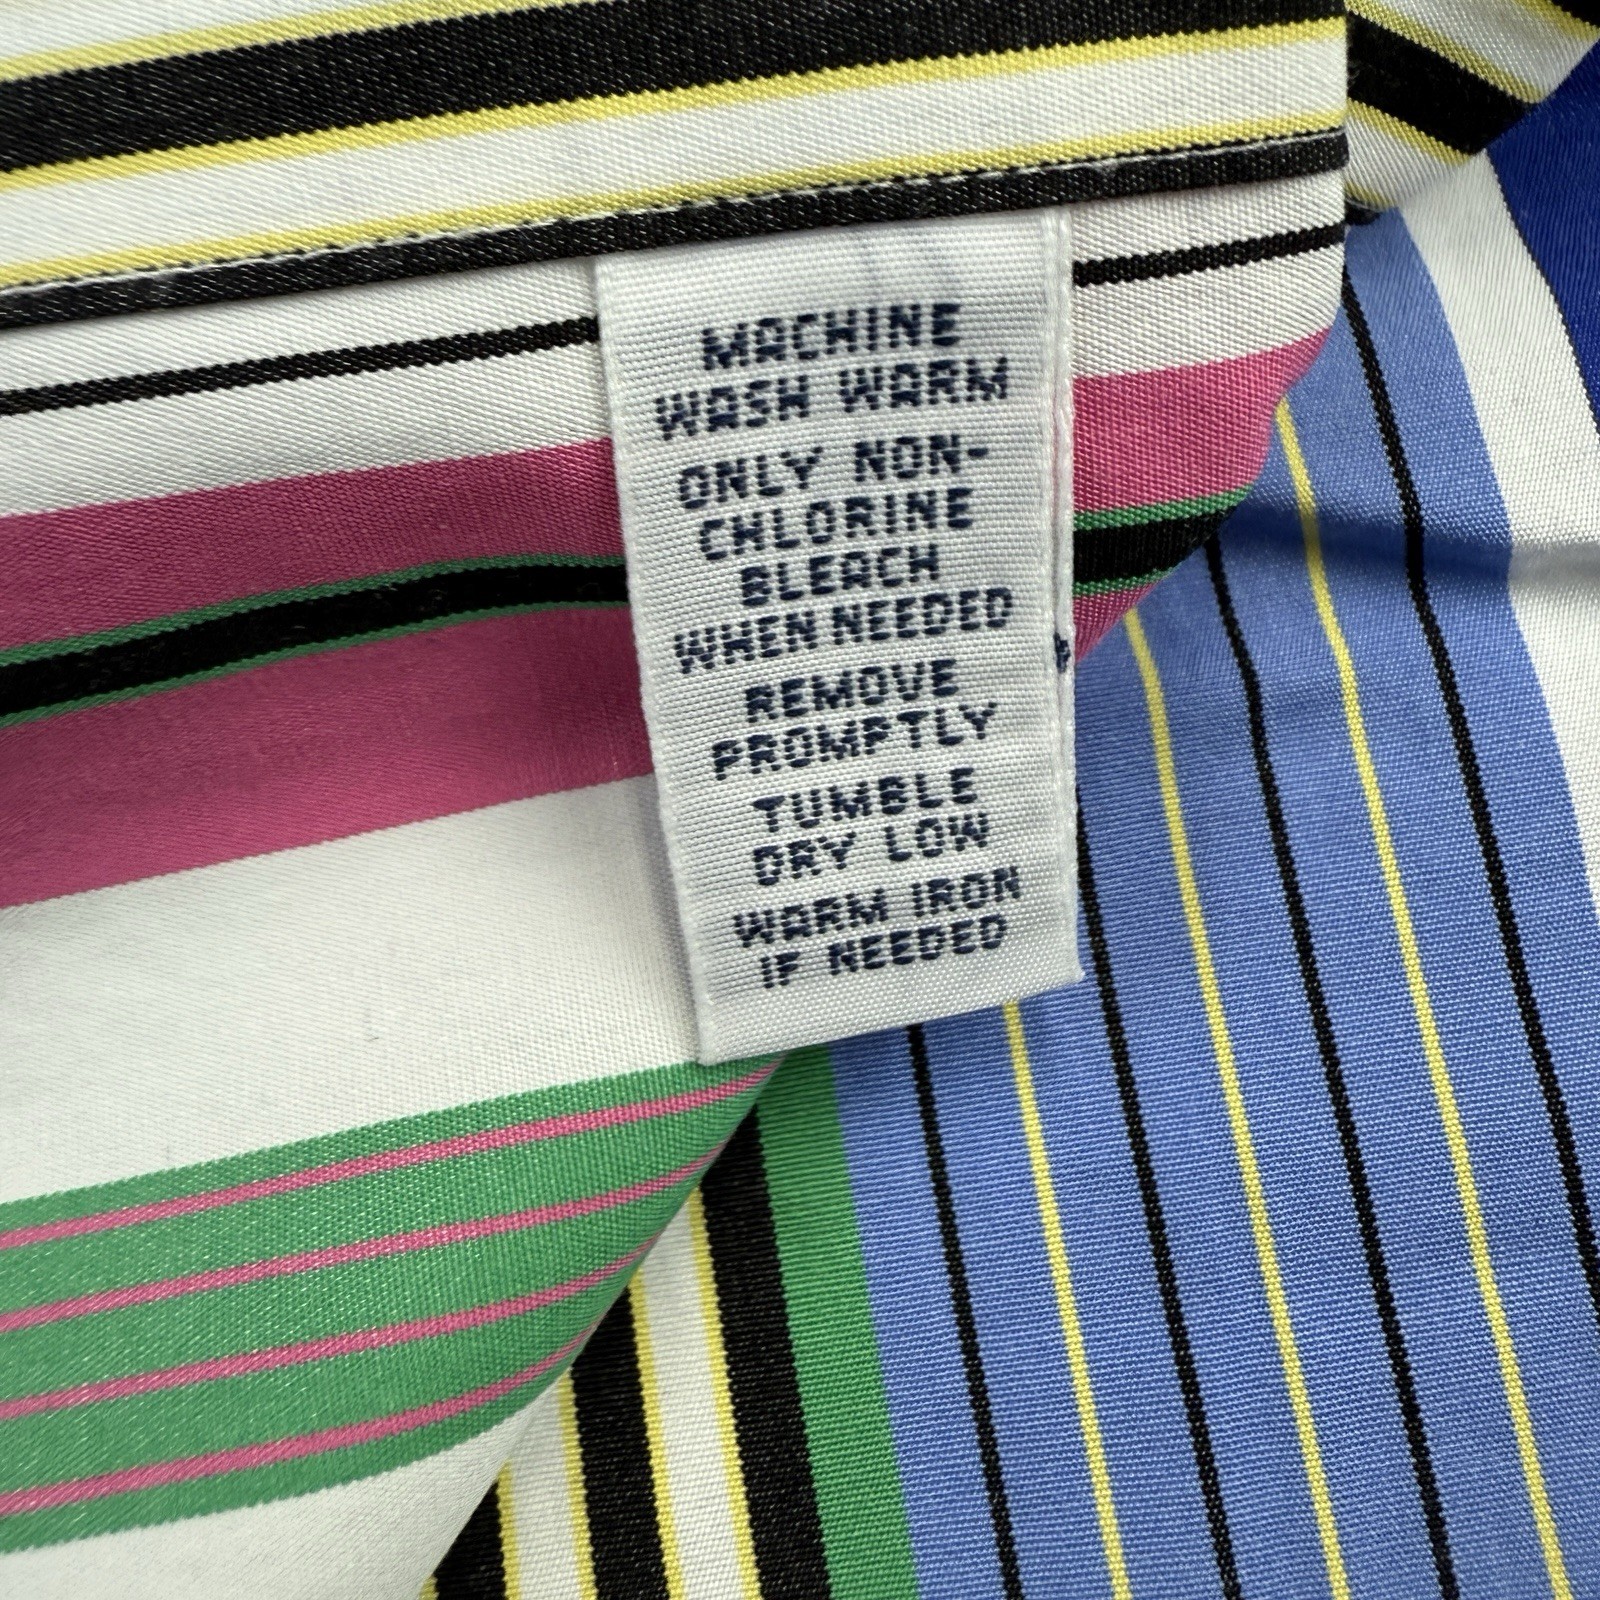 MACHINE
WASH WARM
ONLY NON-
CHLORINE
BLEACH
WHEN NEEDED
REMOVE
PROMPTLY
TUMBLE
DRY LOW
WARM IRON
IF NEEDED